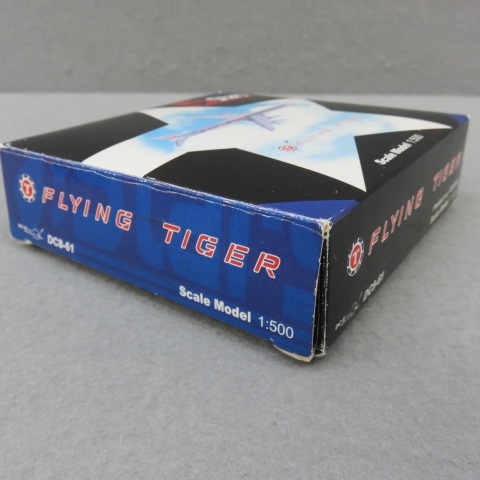 Scale Model 1:500
T FLYING TIGER
DC8-61
Scale Model 1:500
T FLYING TIGER
DC8-61